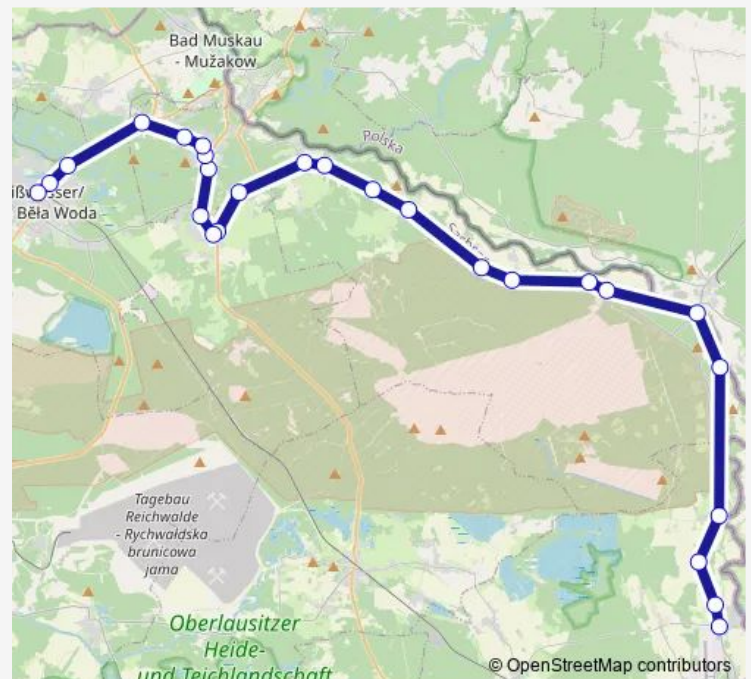 Bad Muskau
- Mužakow
Polska
Běła Woda
Tagebau
Reichwalde
- Rychwałdska
brunicowa
jama
Oberlausitzer
Heide-
und Teichlandschaft
© OpenStreetMap contributors